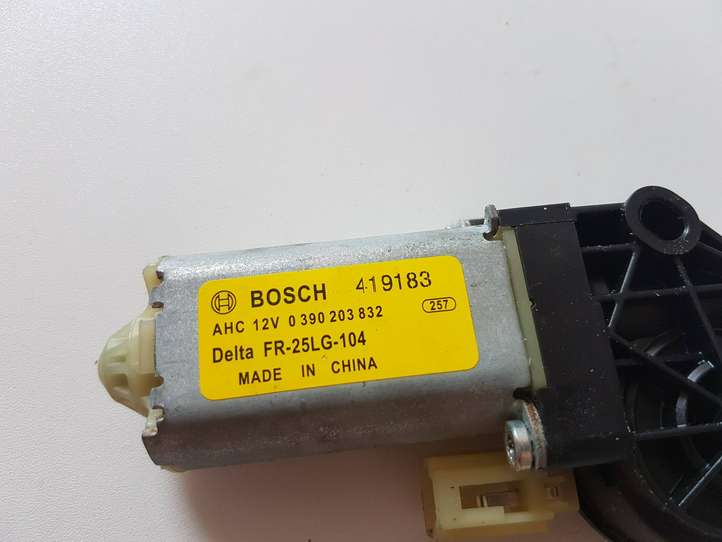 BOSCH 419183
AHC 12V 0 390 203 832 257
Delta FR-25LG-104
MADE IN CHINA